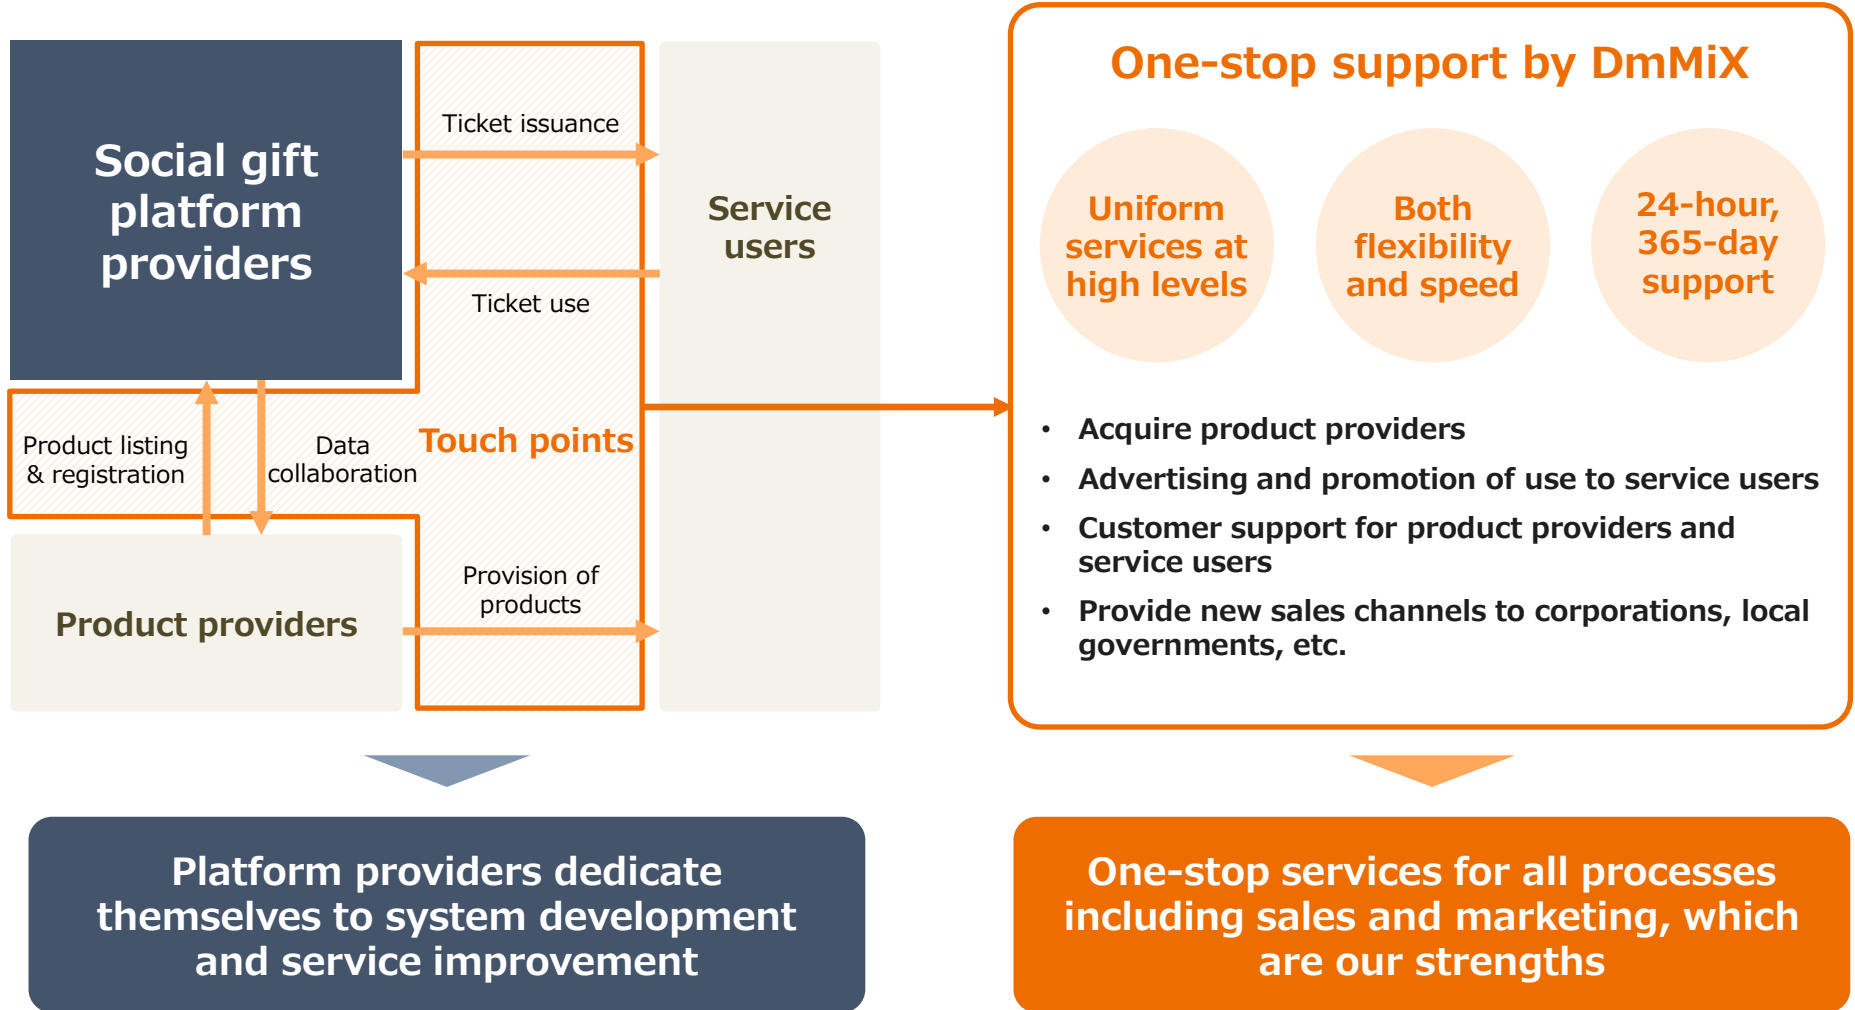 Social gift
platform
providers
Ticket issuance
Ticket use
Service
users
Product listing
& registration
Data
collaboration
Touch points
Product providers
Provision of
products
Platform providers dedicate
themselves to system development
and service improvement
One-stop support by DmMiX
Uniform
services at
high levels
Both
flexibility
and speed
24-hour,
365-day
support
• Acquire product providers
• Advertising and promotion of use to service users
• Customer support for product providers and
service users
• Provide new sales channels to corporations, local
governments, etc.
One-stop services for all processes
including sales and marketing, which
are our strengths